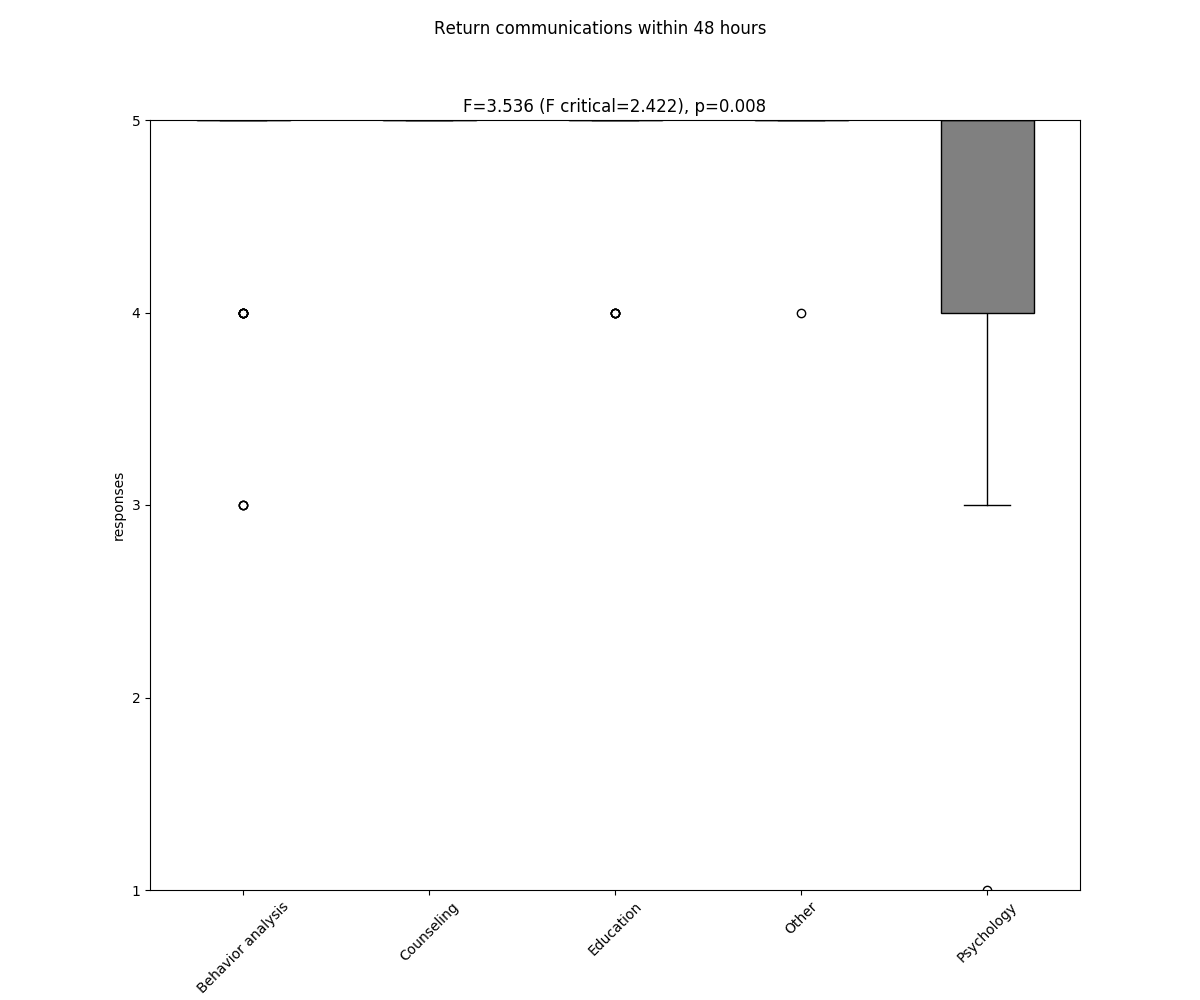 Return communications within 48 hours
F=3.536 (F critical=2.422), p=0.008
5
4
3
2
1
responses
Behavior analysis
Counseling
Education
Other
Psychology